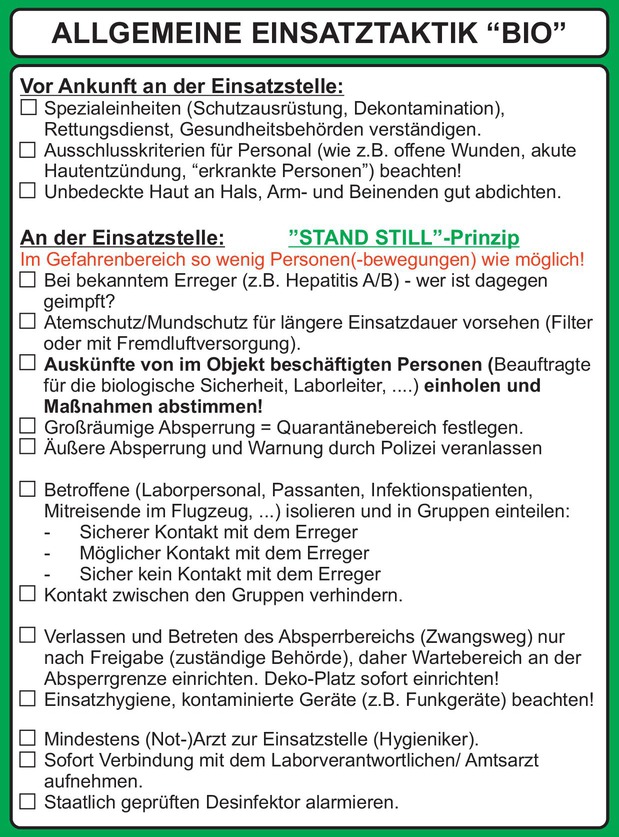 ALLGEMEINE EINSATZTAKTIK “BIO”
Vor Ankunft an der Einsatzstelle:
☐ Spezialeinheiten (Schutzausrüstung, Dekontamination),
Rettungsdienst, Gesundheitsbehörden verständigen.
☐ Ausschlusskriterien für Personal (wie z.B. offene Wunden, akute
Hautentzündung, “erkrankte Personen”) beachten!
☐ Unbedeckte Haut an Hals, Arm- und Beinenden gut abdichten.
An der Einsatzstelle: ”STAND STILL”-Prinzip
Im Gefahrenbereich so wenig Personen(-bewegungen) wie möglich!
☐ Bei bekanntem Erreger (z.B. Hepatitis A/B) - wer ist dagegen
geimpft?
☐ Atemschutz/Mundschutz für längere Einsatzdauer vorsehen (Filter
oder mit Fremdluftversorgung).
☐ Auskünfte von im Objekt beschäftigten Personen (Beauftragte
für die biologische Sicherheit, Laborleiter, ....) einholen und
Maßnahmen abstimmen!
☐ Großräumige Absperrung = Quarantänebereich festlegen.
☐ Äußere Absperrung und Warnung durch Polizei veranlassen
☐ Betroffene (Laborpersonal, Passanten, Infektionspatienten,
Mitreisende im Flugzeug, ...) isolieren und in Gruppen einteilen:
- Sicherer Kontakt mit dem Erreger
- Möglicher Kontakt mit dem Erreger
- Sicher kein Kontakt mit dem Erreger
☐ Kontakt zwischen den Gruppen verhindern.
☐ Verlassen und Betreten des Absperrbereichs (Zwangsweg) nur
nach Freigabe (zuständige Behörde), daher Wartebereich an der
Absperrgrenze einrichten. Deko-Platz sofort einrichten!
☐ Einsatzhygiene, kontaminierte Geräte (z.B. Funkgeräte) beachten!
☐ Mindestens (Not-)Arzt zur Einsatzstelle (Hygieniker).
☐ Sofort Verbindung mit dem Laborverantwortlichen/ Amtsarzt
aufnehmen.
☐ Staatlich geprüften Desinfektor alarmieren.